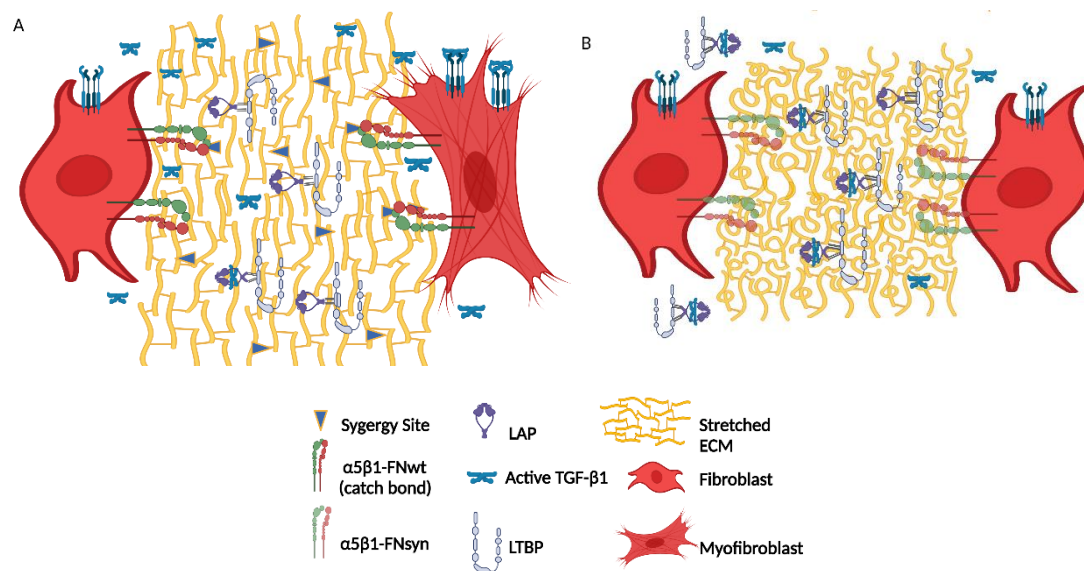 A
B
Sygergy Site
α5β1-FNwt
(catch bond)
α5β1-FNsyn
LAP
Active TGF-β1
LTBP
Stretched
ECM
Fibroblast
Myofibroblast